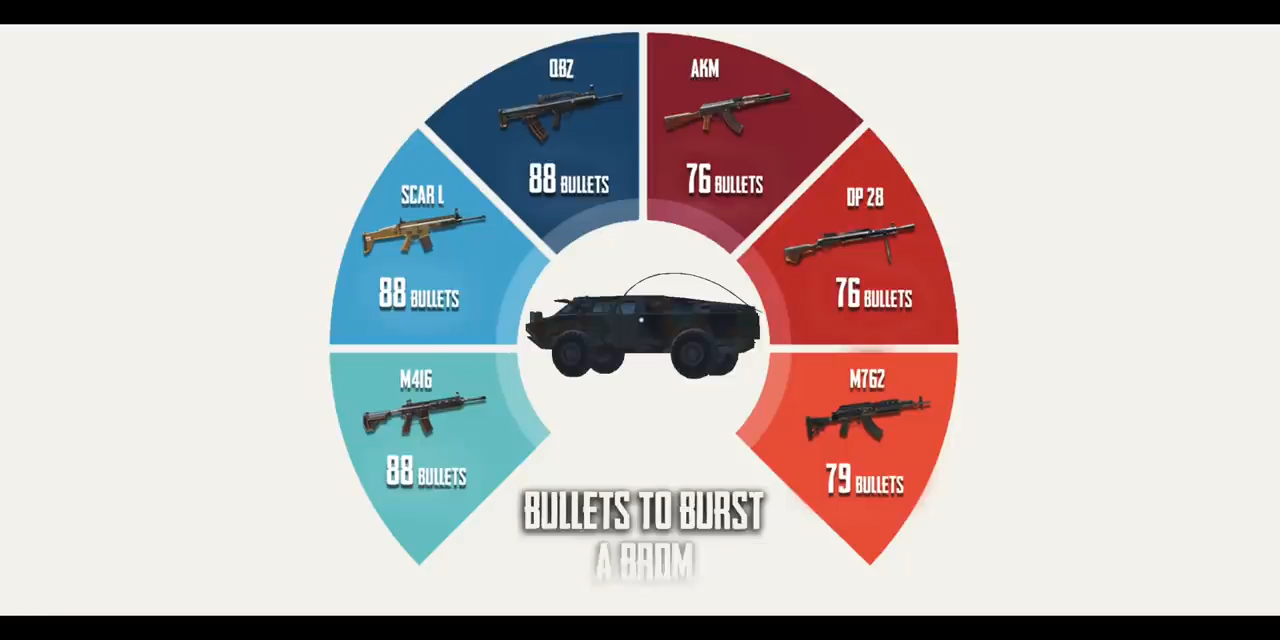 QBZ
88 BULLETS
AKM
76 BULLETS
SCAR L
88 BULLETS
DP 28
76 BULLETS
M416
88 BULLETS
M762
79 BULLETS
BULLETS TO BURST
A BRDM